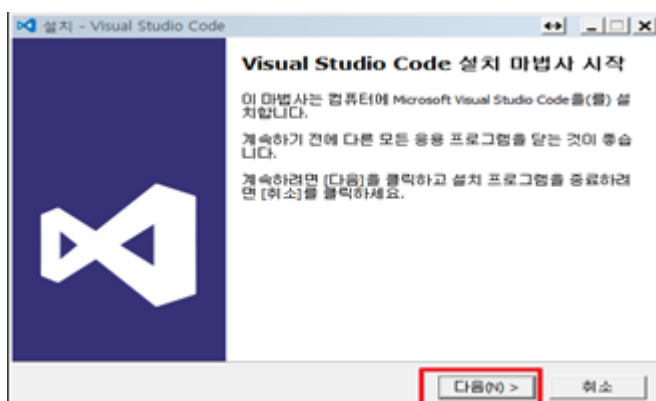 설치 - Visual Studio Code
Visual Studio Code 설치 마법사 시작
이 마법사는 컴퓨터에 Microsoft Visual Studio Code을(를) 설
치합니다.
계속하기 전에 다른 모든 응용 프로그램을 닫는 것이 좋습
니다.
계속하려면 [다음]을 클릭하고 설치 프로그램을 종료하려
면 [취소]를 클릭하세요.
다음(N) >
취소